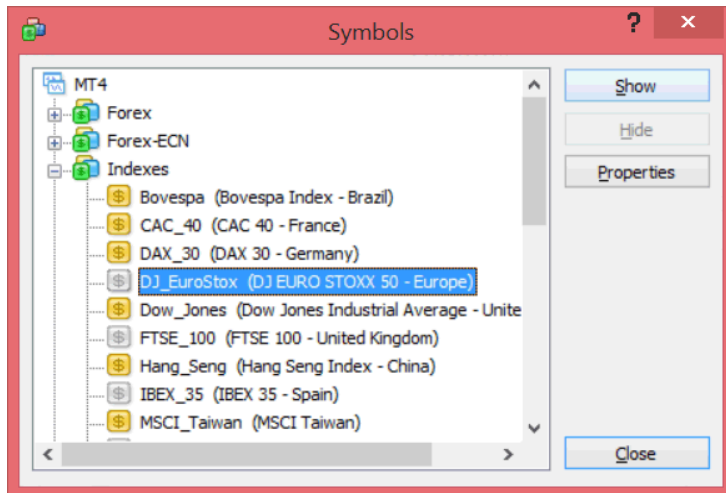 Symbols
?
MT4
Forex
Forex-ECN
Indexes
Bovespa (Bovespa Index - Brazil)
CAC_40 (CAC 40 - France)
DAX_30 (DAX 30 - Germany)
DJ_EuroStox (DJ EURO STOXX 50 - Europe)
Dow_Jones (Dow Jones Industrial Average - Unite
FTSE_100 (FTSE 100 - United Kingdom)
Hang_Seng (Hang Seng Index - China)
IBEX_35 (IBEX 35 - Spain)
MSCI_Taiwan (MSCI Taiwan)
Show
Hide
Properties
Close